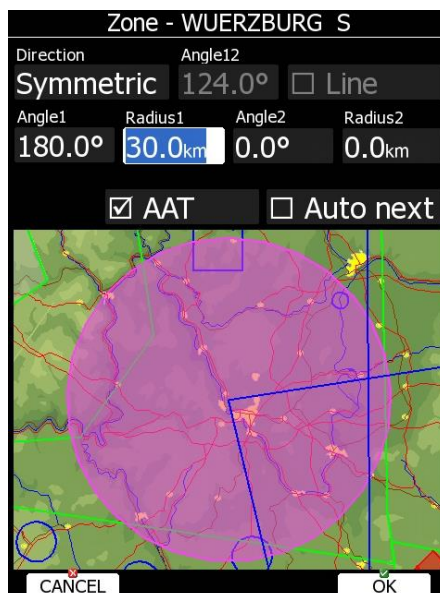 Zone - WUERZBURG S
Direction Angle12
Symmetric 124.0° Line
Angle1 Radius1 Angle2 Radius2
180.0° 30.0km 0.0° 0.0km
AAT Auto next
CANCEL OK